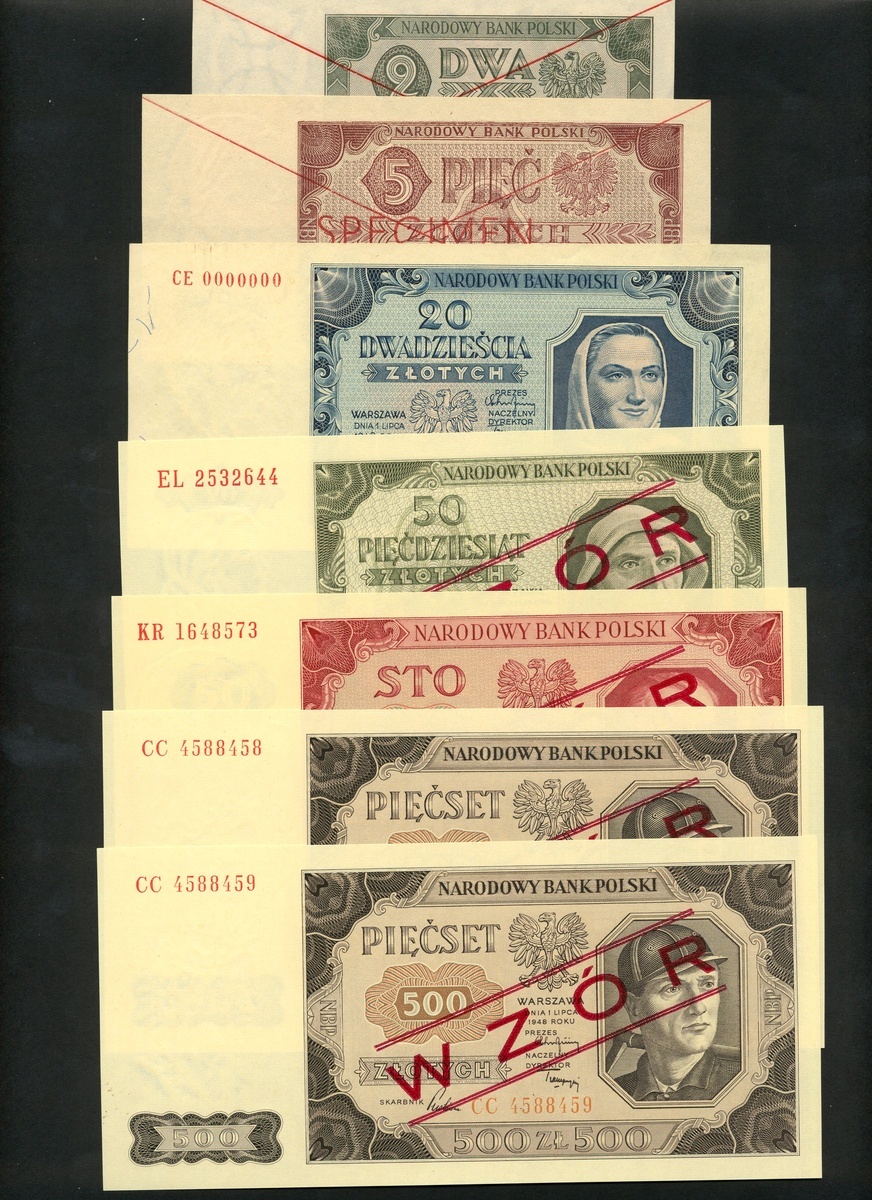 NARODOWY BANK POLSKI
2 DWA
NARODOWY BANK POLSKI
5 PIĘĆ
SPECIMEN
ZŁOTYCH
CE 0000000
NARODOWY BANK POLSKI
20
DWADZIEŚCIA
ZŁOTYCH
PREZES
WARSZAWA
DNIA 1 LIPCA
NACZELNY
DYREKTOR
EL 2532644
NARODOWY BANK POLSKI
50
PIĘĆDZIESIĄT
ZŁOTYCH
ZÓR
KR 1648573
NARODOWY BANK POLSKI
STO
R
CC 4588458
NARODOWY BANK POLSKI
PIĘĆSET
R
CC 4588459
NARODOWY BANK POLSKI
PIĘĆSET
500
WARSZAWA
DNIA 1 LIPCA
1948 ROKU
PREZES
NACZELNY
DYREKTOR
ZŁOTYCH
WZÓR
SKARBNIK
CC 4588459
NBP
NBP
500
500 ZŁ 500